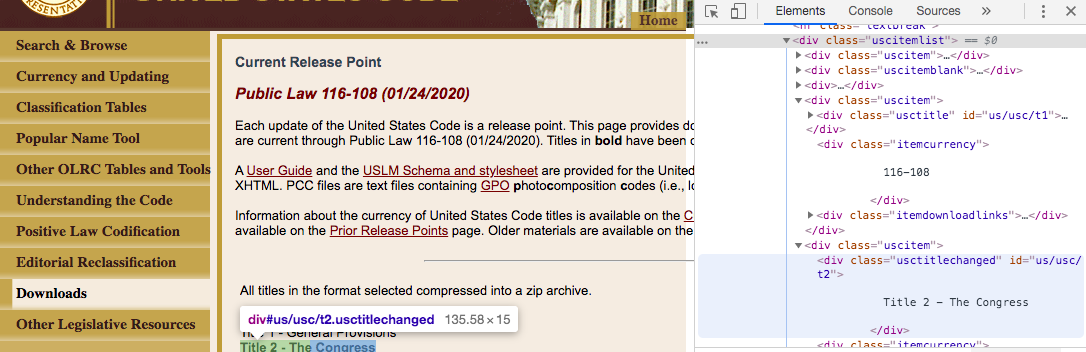 Home
Search & Browse
Currency and Updating
Classification Tables
Popular Name Tool
Other OLRC Tables and Tools
Understanding the Code
Positive Law Codification
Editorial Reclassification
Downloads
Other Legislative Resources
Current Release Point
Public Law 116-108 (01/24/2020)
Each update of the United States Code is a release point. This page provides
are current through Public Law 116-108 (01/24/2020). Titles in bold have been
A User Guide and the USLM Schema and stylesheet are provided for the United
XHTML. PCC files are text files containing GPO photocomposition codes (i.e.,
Information about the currency of United States Code titles is available on the
available on the Prior Release Points page. Older materials are available on the
All titles in the format selected compressed into a zip archive.
div#us/usc/t2.usctitlechanged 135.58 × 15
Title 1 - General Provisions
Title 2 - The Congress
Elements Console Sources »
…
▼<div class="uscitemlist"> == $0
▶<div class="uscitem">…</div>
▶<div class="uscitemblank">…</div>
▶<div>…</div>
▼<div class="uscitem">
▶<div class="usctitle" id="us/usc/t1">…
</div>
<div class="itemcurrency">
116-108
</div>
▶<div class="itemdownloadlinks">…</div>
</div>
▼<div class="uscitem">
<div class="usctitlechanged" id="us/usc/
t2">
Title 2 - The Congress
</div>
<div class="itemcurrency">